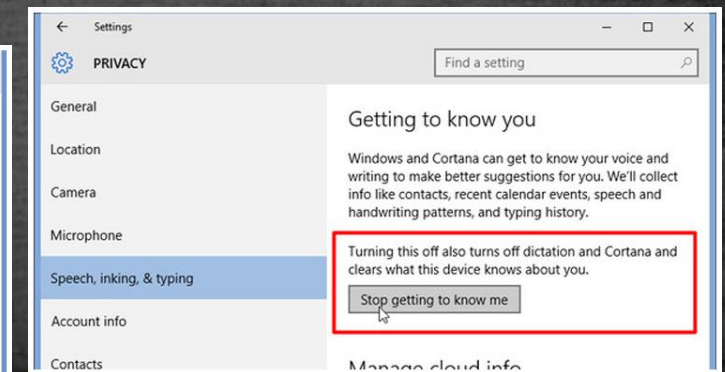 Settings
PRIVACY
Find a setting
General
Location
Camera
Microphone
Speech, inking, & typing
Account info
Contacts
Getting to know you
Windows and Cortana can get to know your voice and
writing to make better suggestions for you. We'll collect
info like contacts, recent calendar events, speech and
handwriting patterns, and typing history.
Turning this off also turns off dictation and Cortana and
clears what this device knows about you.
Stop getting to know me
Manage cloud info